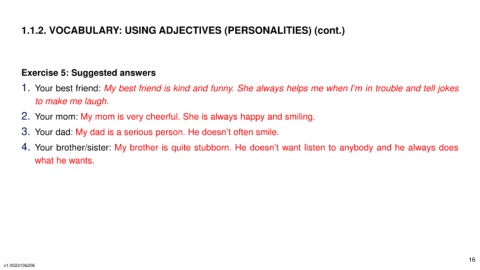 1.1.2. VOCABULARY: USING ADJECTIVES (PERSONALITIES) (cont.)
Exercise 5: Suggested answers
1. Your best friend: My best friend is kind and funny. She always helps me when I'm in trouble and tell jokes
to make me laugh.
2. Your mom: My mom is very cheerful. She is always happy and smiling.
3. Your dad: My dad is a serious person. He doesn't often smile.
4. Your brother/sister: My brother is quite stubborn. He doesn't want listen to anybody and he always does
what he wants.
16